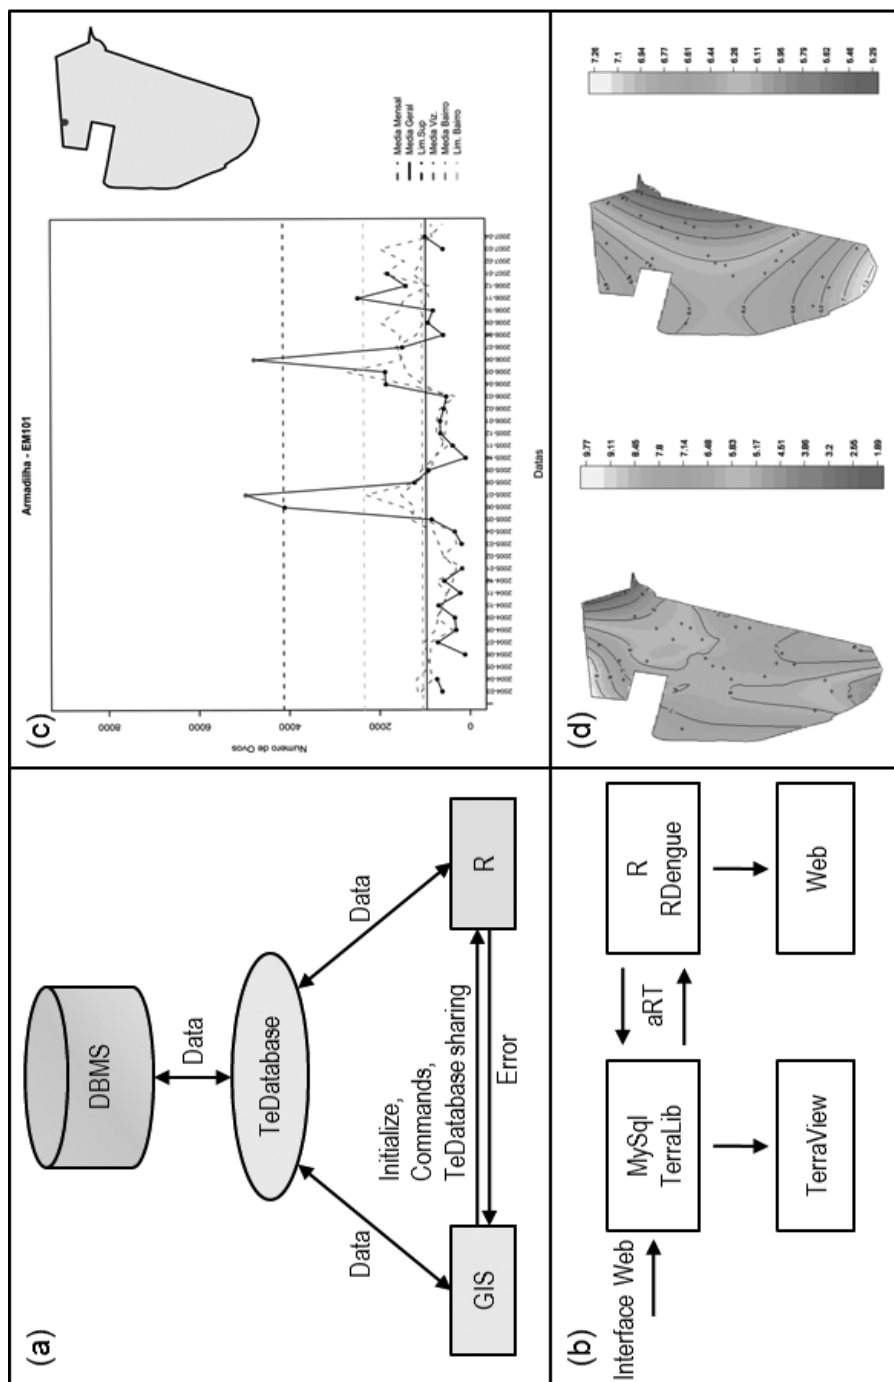 (a)
DBMS
Data
TeDatabase
Data
Data
Initialize,
Commands,
TeDatabase sharing
GIS
R
Error
(b)
Interface Web
MySql
TerraLib
aRT
R
RDengue
TerraView
Web
(c)
Armadilha - EM101
Numero de Ovos
8000
6000
4000
2000
0
Datas
Media Mensal
Media Geral
Lim.Sup
Media Viz.
Media Bairro
Lim. Bairro
(d)
9.77
9.11
8.45
7.8
7.14
6.48
5.83
5.17
4.51
3.86
3.2
2.55
1.89
7.26
7.1
6.94
6.77
6.61
6.44
6.28
6.11
5.95
5.79
5.62
5.46
5.29